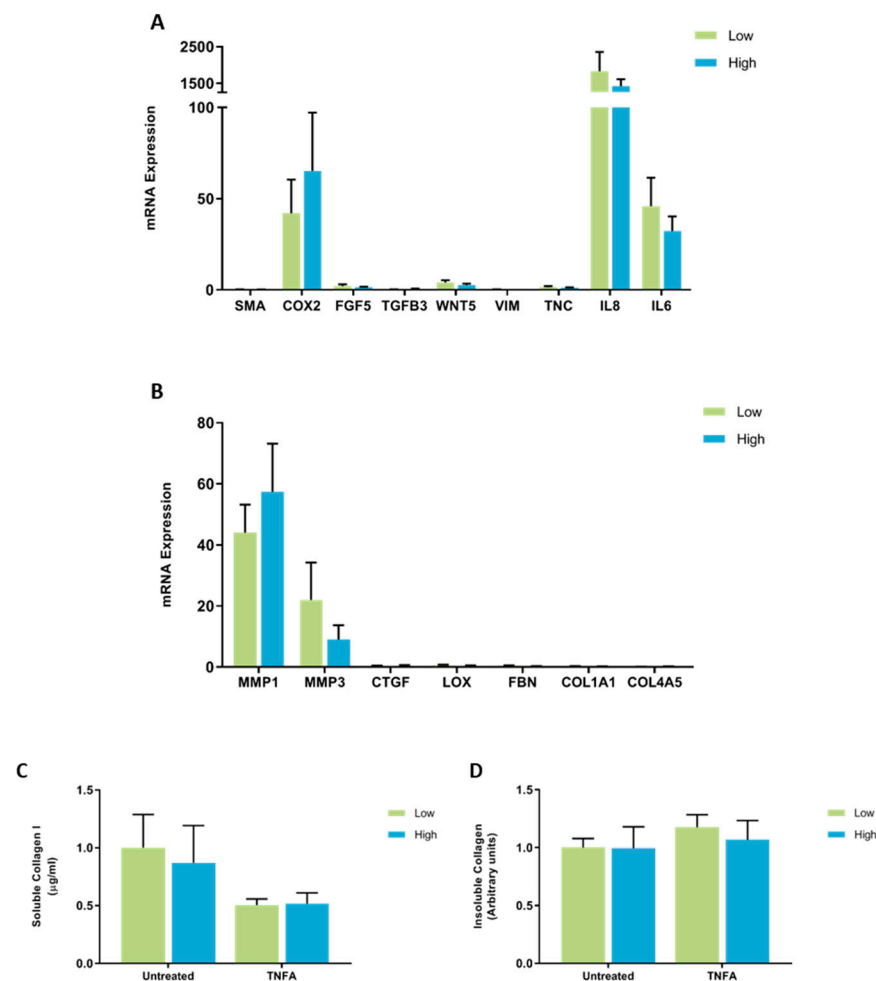 A
Low
High
mRNA Expression
2500
1500
100
50
0
SMA COX2 FGF5 TGFB3 WNT5 VIM TNC IL8 IL6
B
Low
High
mRNA Expression
80
60
40
20
0
MMP1 MMP3 CTGF LOX FBN COL1A1 COL4A5
C
Low
High
Soluble Collagen I
(μg/ml)
1.5
1.0
0.5
0.0
Untreated TNFA
D
Low
High
Insoluble Collagen
(Arbitrary units)
1.5
1.0
0.5
0.0
Untreated TNFA